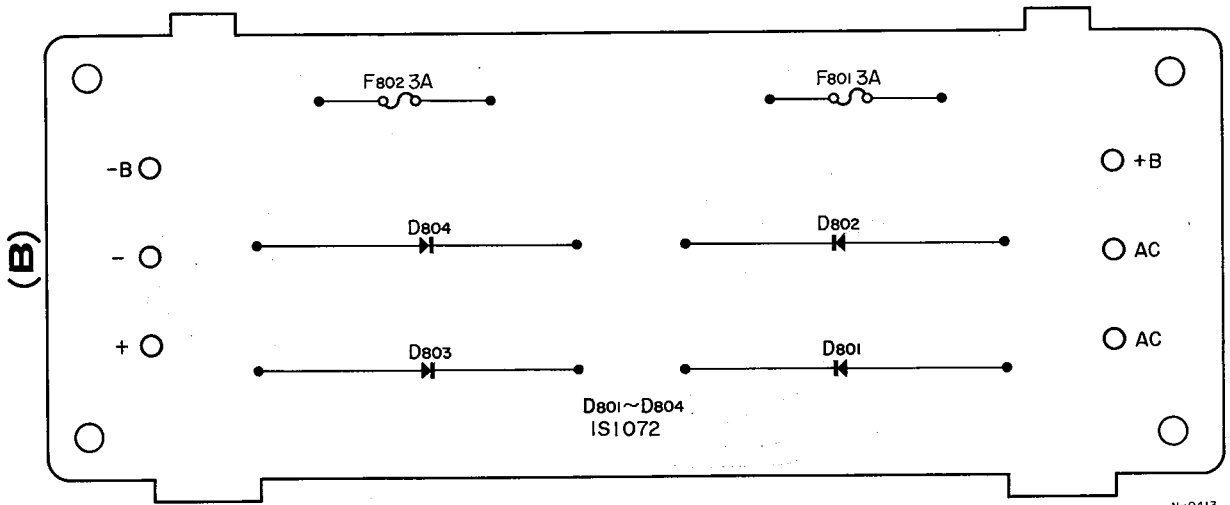 F802 3A
F801 3A
-B
+B
D804
D802
-
AC
(B)
+
AC
D803
D801
D801~D804
1S1072